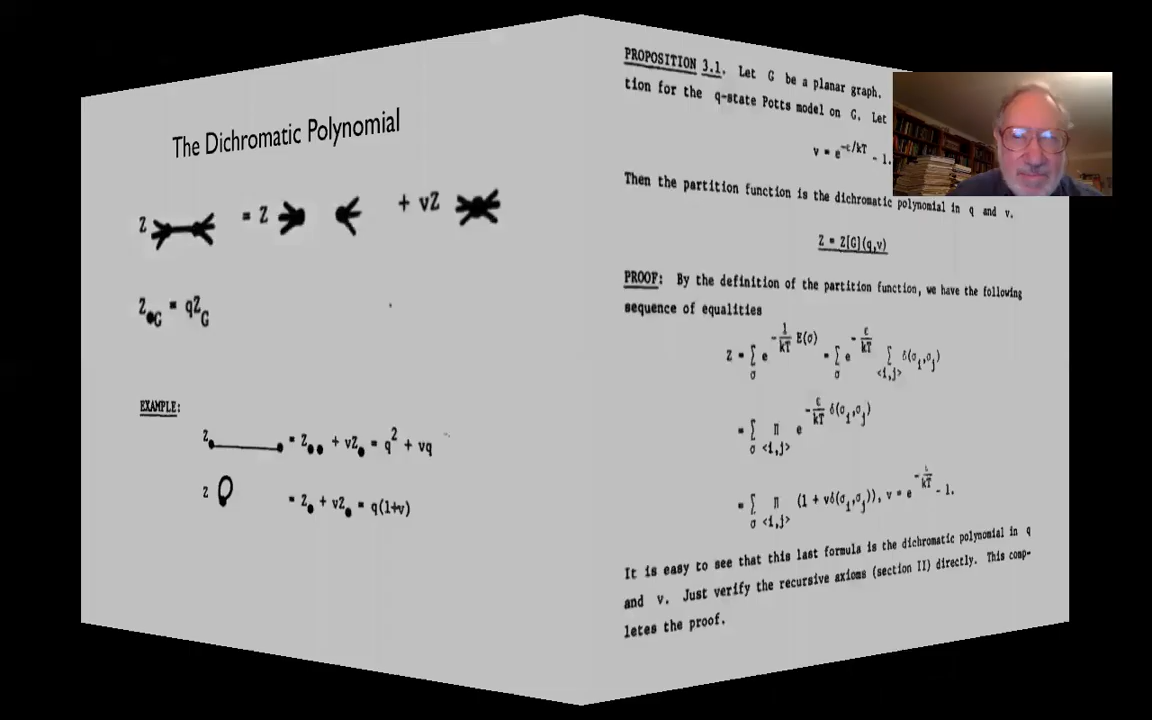 The Dichromatic Polynomial
Z = Z + vZ
Z●G = qZG
EXAMPLE:
Z = Z●● + vZ● = q² + vq
Z = Z● + vZ● = q(1+v)
PROPOSITION 3.1. Let G be a planar graph.
tion for the q-state Potts model on G. Let
v = e^{-ε/kT} - 1.
Then the partition function is the dichromatic polynomial in q and v.
Z = Z[G](q,v)
PROOF: By the definition of the partition function, we have the following
sequence of equalities
Z = Σ_σ e^{-1/kT E(σ)} = Σ_σ e^{-ε/kT Σ_{<i,j>} δ(σ_i,σ_j)}
= Σ_σ Π_{<i,j>} e^{-ε/kT δ(σ_i,σ_j)}
= Σ_σ Π_{<i,j>} (1 + vδ(σ_i,σ_j)), v = e^{-ε/kT} - 1.
It is easy to see that this last formula is the dichromatic polynomial in q
and v. Just verify the recursive axioms (section II) directly. This comp-
letes the proof.